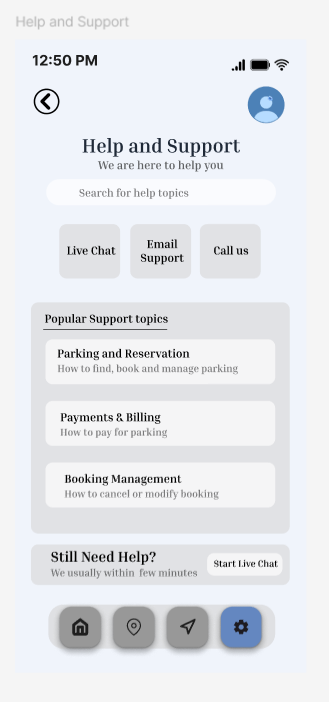 Help and Support
12:50 PM
Help and Support
We are here to help you
Search for help topics
Live Chat
Email
Support
Call us
Popular Support topics
Parking and Reservation
How to find, book and manage parking
Payments & Billing
How to pay for parking
Booking Management
How to cancel or modify booking
Still Need Help?
We usually within few minutes
Start Live Chat